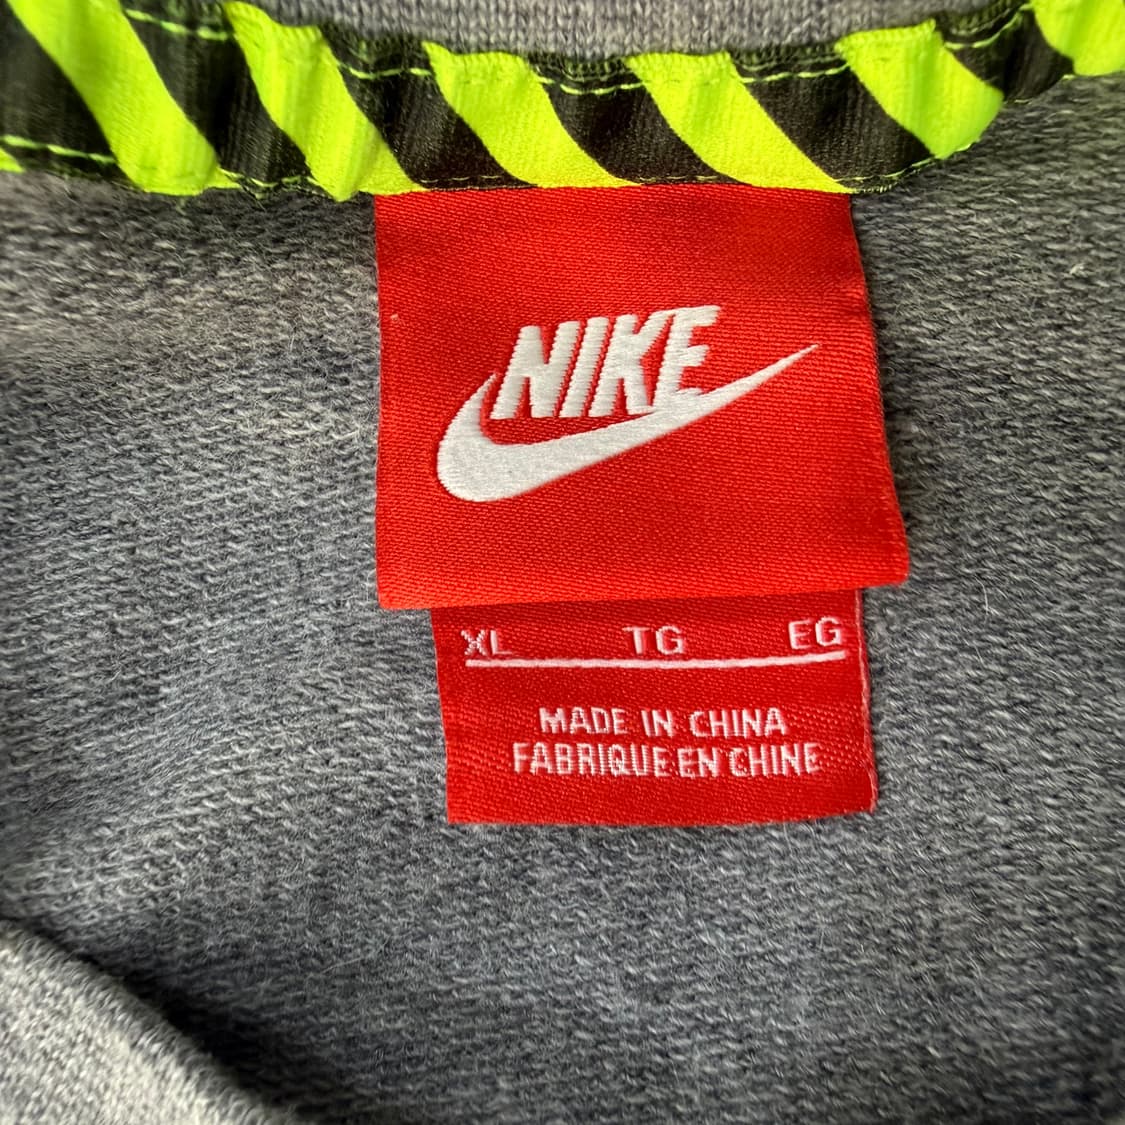 NIKE
XL TG EG
MADE IN CHINA
FABRIQUE EN CHINE